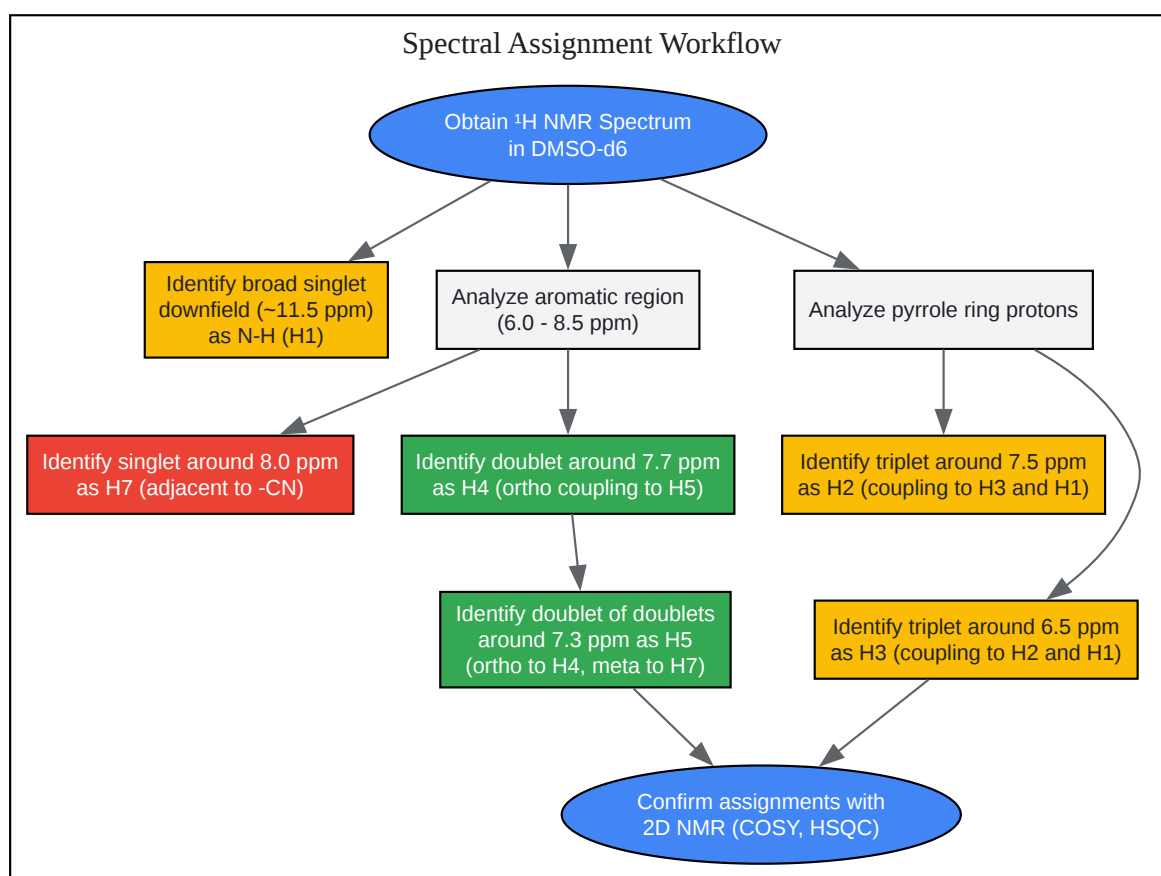 Spectral Assignment Workflow
Obtain ¹H NMR Spectrum
in DMSO-d6
Identify broad singlet
downfield (~11.5 ppm)
as N-H (H1)
Analyze aromatic region
(6.0 - 8.5 ppm)
Analyze pyrrole ring protons
Identify singlet around 8.0 ppm
as H7 (adjacent to -CN)
Identify doublet around 7.7 ppm
as H4 (ortho coupling to H5)
Identify triplet around 7.5 ppm
as H2 (coupling to H3 and H1)
Identify doublet of doublets
around 7.3 ppm as H5
(ortho to H4, meta to H7)
Identify triplet around 6.5 ppm
as H3 (coupling to H2 and H1)
Confirm assignments with
2D NMR (COSY, HSQC)